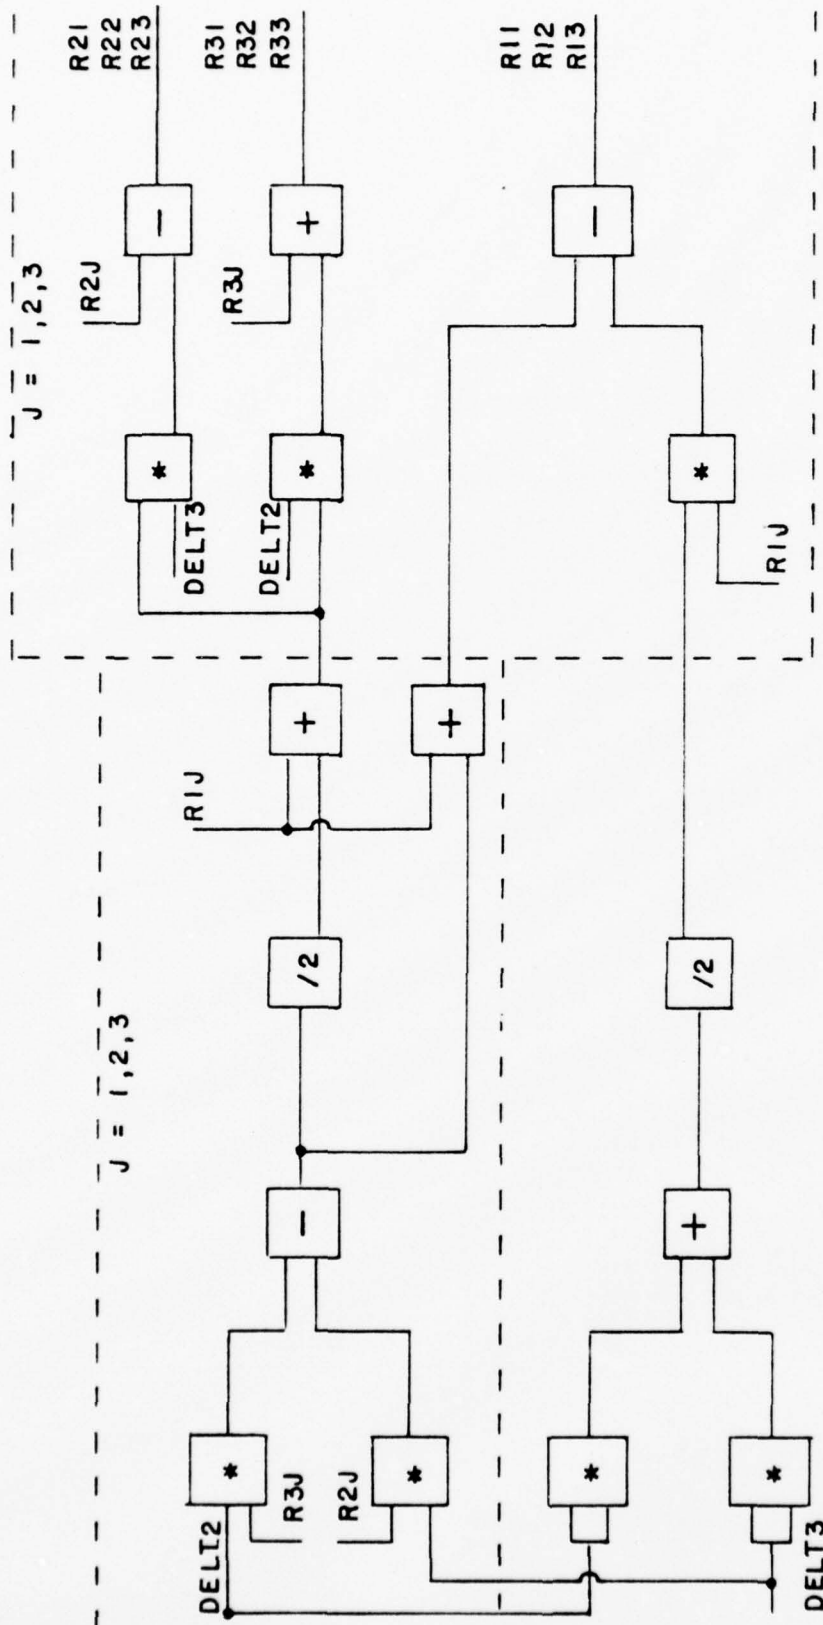 J = 1,2,3
J = 1,2,3
DELT2
*
R3J
R2J
*
-
/2
R1J
+
+
DELT3
*
DELT2
*
R2J
-
R21
R22
R23
R3J
+
R31
R32
R33
*
DELT3
*
+
/2
*
R1J
-
R11
R12
R13